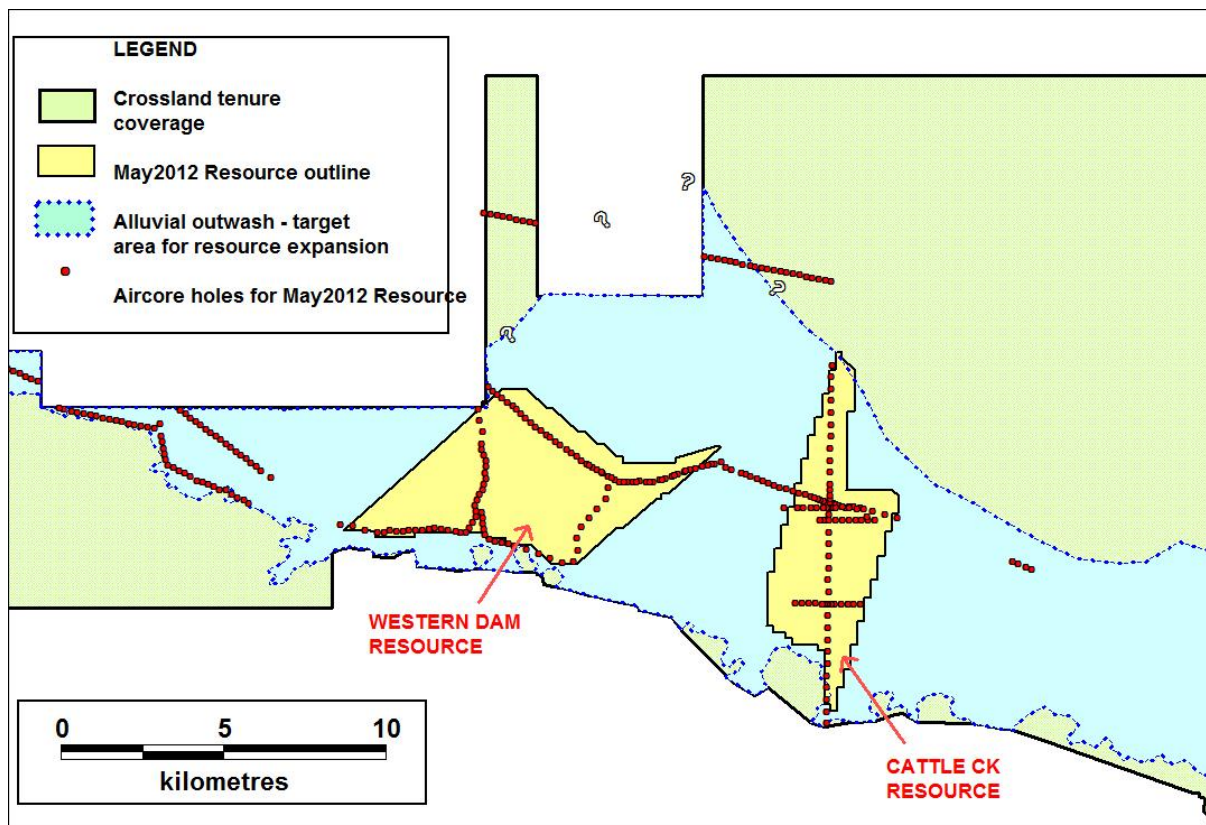 LEGEND
Crossland tenure
coverage
May2012 Resource outline
Alluvial outwash - target
area for resource expansion
Aircore holes for May2012 Resource
?
?
?
?
WESTERN DAM
RESOURCE
CATTLE CK
RESOURCE
0 5 10
kilometres